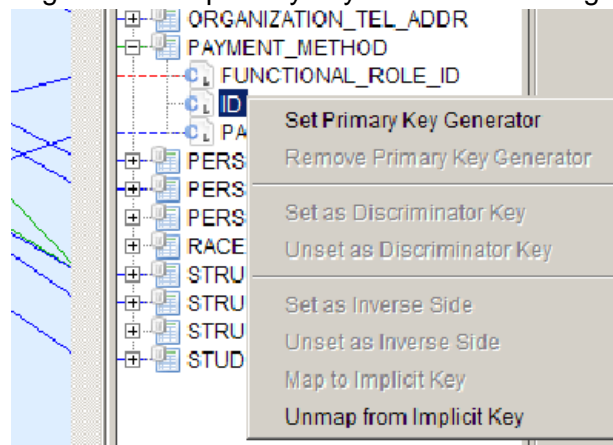 ORGANIZATION_TEL_ADDR
PAYMENT_METHOD
FUNCTIONAL_ROLE_ID
ID
Set Primary Key Generator
PA
Remove Primary Key Generator
PERS
PERS
Set as Discriminator Key
PERS
Unset as Discriminator Key
RACE
STRU
Set as Inverse Side
STRU
Unset as Inverse Side
STRU
Map to Implicit Key
STUD
Unmap from Implicit Key